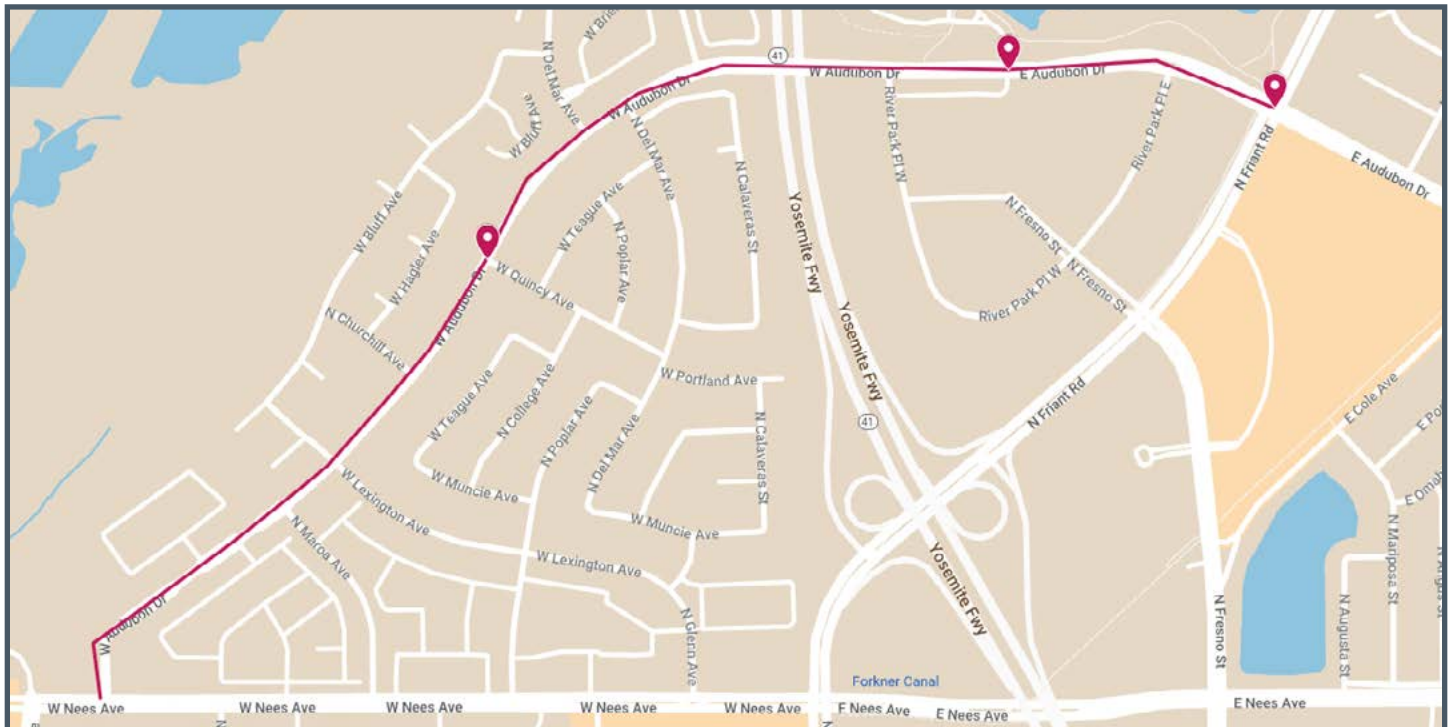 N Del Mar Ave
W Brie
41
W Audubon Dr
E Audubon Dr
W Audubon Dr
W Bluff Ave
N Del Mar Ave
River Park Pl W
River Park Pl E
N Friant Rd
E Audubon Dr
W Bluff Ave
W Teague Ave
N Poplar Ave
N Calaveras St
Yosemite Fwy
N Fresno St
W Hagler Ave
W Quincy Ave
W Audubon Dr
N Fresno St
River Park Pl W
Yosemite Fwy
N Churchill Ave
W Teague Ave
N College Ave
W Portland Ave
N Friant Rd
E Cole Ave
N Poplar Ave
N Del Mar Ave
N Calaveras St
41
W Lexington Ave
W Muncie Ave
W Muncie Ave
E Omah
N Maroa Ave
W Lexington Ave
Yosemite Fwy
N Mariposa St
N Fresno St
N Augusta St
W Audubon Dr
N Glenn Ave
Forkner Canal
W Nees Ave
W Nees Ave
W Nees Ave
W Nees Ave
W Nees Ave
E Nees Ave
E Nees Ave
E Nees Ave